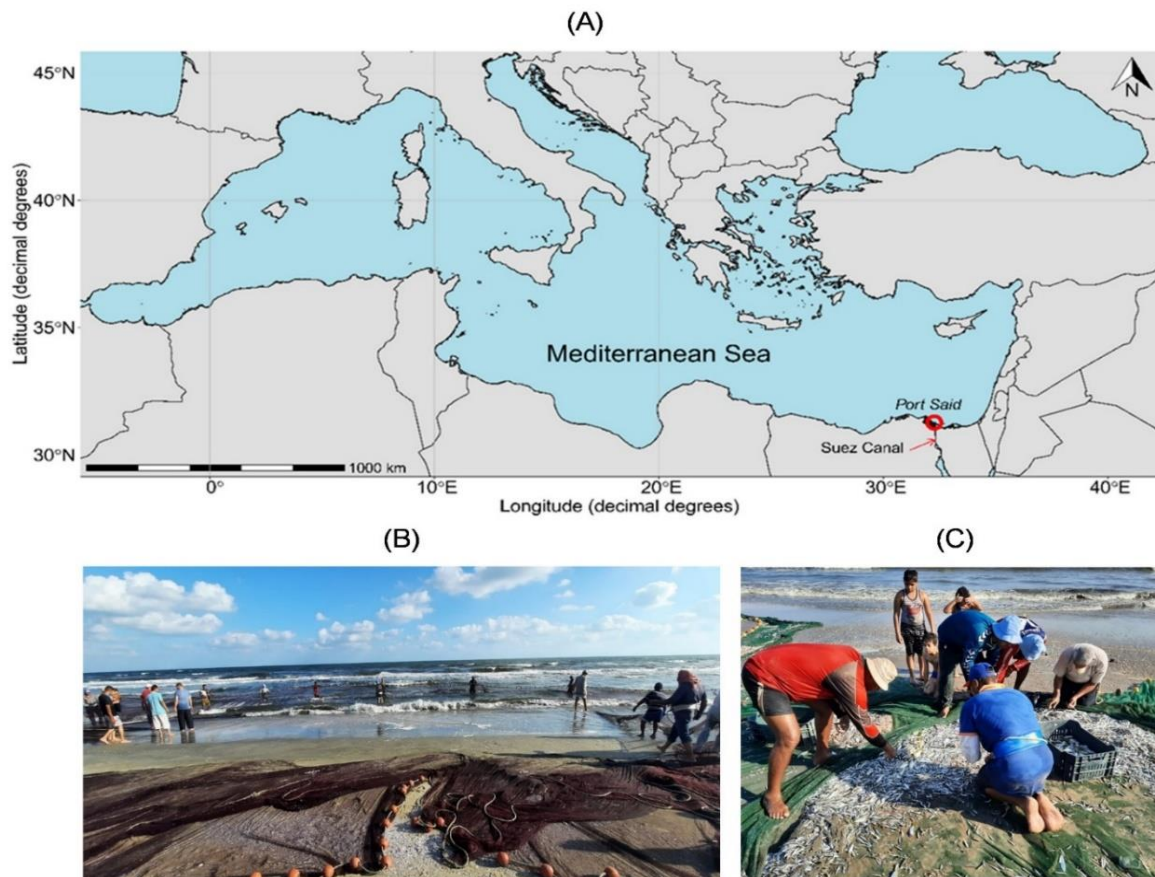 (A)
N
45°N
40°N
35°N
30°N
Latitude (decimal degrees)
Mediterranean Sea
Port Said
Suez Canal
1000 km
0°
10°E
20°E
30°E
40°E
Longitude (decimal degrees)
(B)
(C)